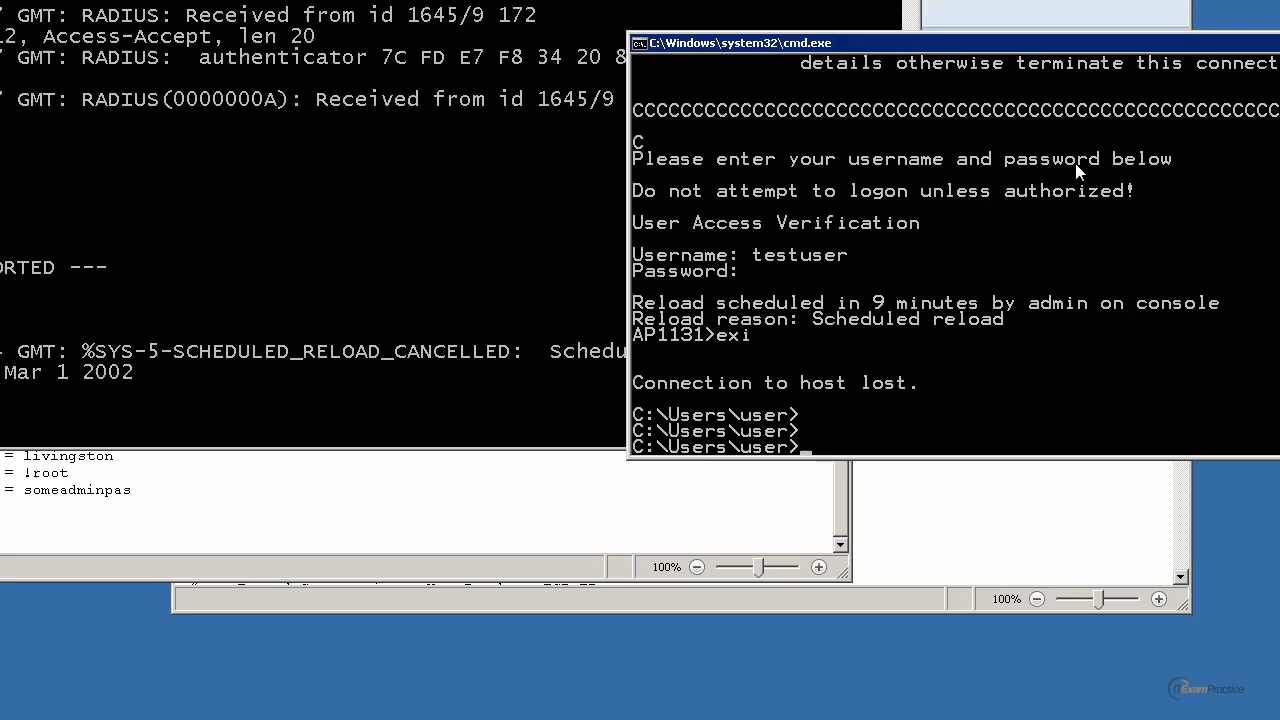 GMT: RADIUS: Received from id 1645/9 172
2, Access-Accept, len 20
GMT: RADIUS:  authenticator 7C FD E7 F8 34 20 8
GMT: RADIUS(0000000A): Received from id 1645/9
ORTED ---
GMT: %SYS-5-SCHEDULED_RELOAD_CANCELLED:  Schedu
Mar 1 2002
C:\Windows\system32\cmd.exe
details otherwise terminate this connect
CCCCCCCCCCCCCCCCCCCCCCCCCCCCCCCCCCCCCCCCCCCCCCCCCCCCCC
C
Please enter your username and password below
Do not attempt to logon unless authorized!
User Access Verification
Username: testuser
Password:
Reload scheduled in 9 minutes by admin on console
Reload reason: Scheduled reload
AP1131>exi
Connection to host lost.
C:\Users\user>
C:\Users\user>
C:\Users\user>
= livingston
= !root
= someadminpas
100%
100%
ITExamPractice